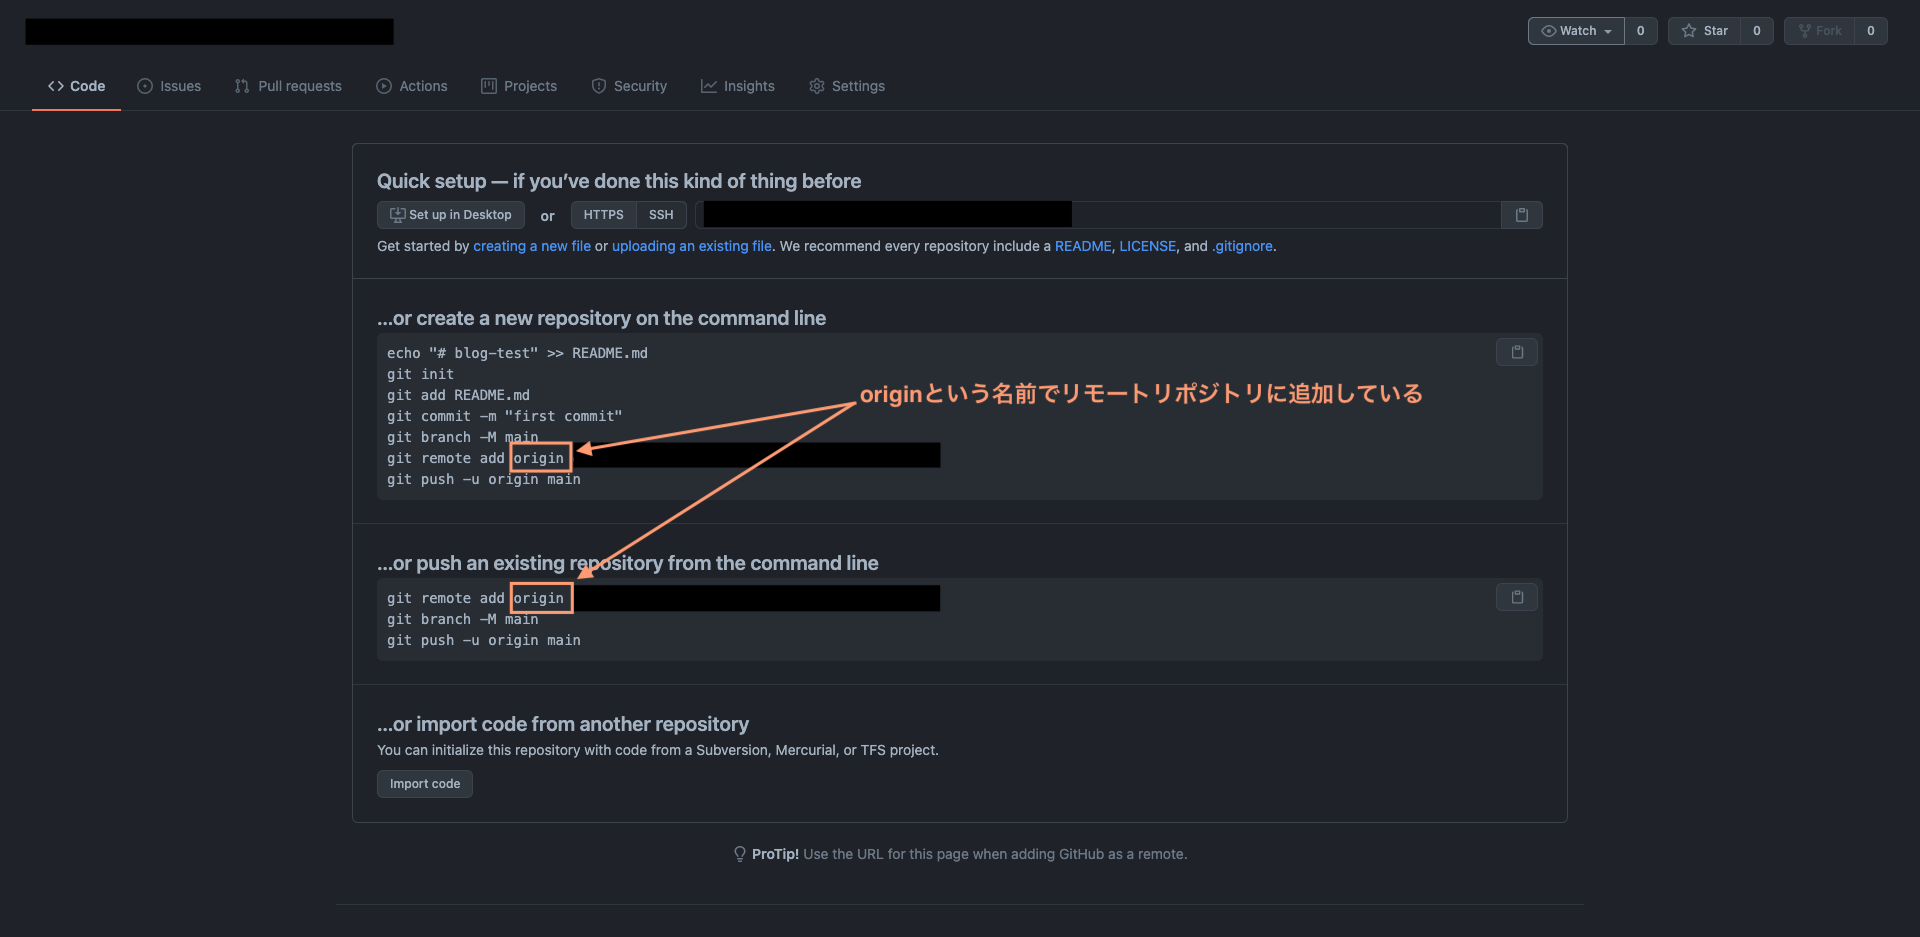 Watch 0 Star 0 Fork 0
Code Issues Pull requests Actions Projects Security Insights Settings
Quick setup — if you’ve done this kind of thing before
Set up in Desktop or HTTPS SSH
Get started by creating a new file or uploading an existing file. We recommend every repository include a README, LICENSE, and .gitignore.
...or create a new repository on the command line
echo "# blog-test" >> README.md
git init
git add README.md
originという名前でリモートリポジトリに追加している
git commit -m "first commit"
git branch -M main
git remote add origin
git push -u origin main
...or push an existing repository from the command line
git remote add origin
git branch -M main
git push -u origin main
...or import code from another repository
You can initialize this repository with code from a Subversion, Mercurial, or TFS project.
Import code
ProTip! Use the URL for this page when adding GitHub as a remote.